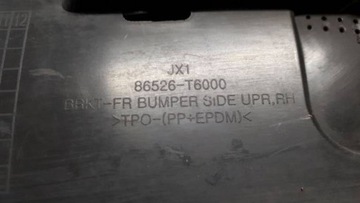 JX1
86526-T6000
BRKT-FR BUMPER SIDE UPR,RH
>TPO-(PP+EPDM)<